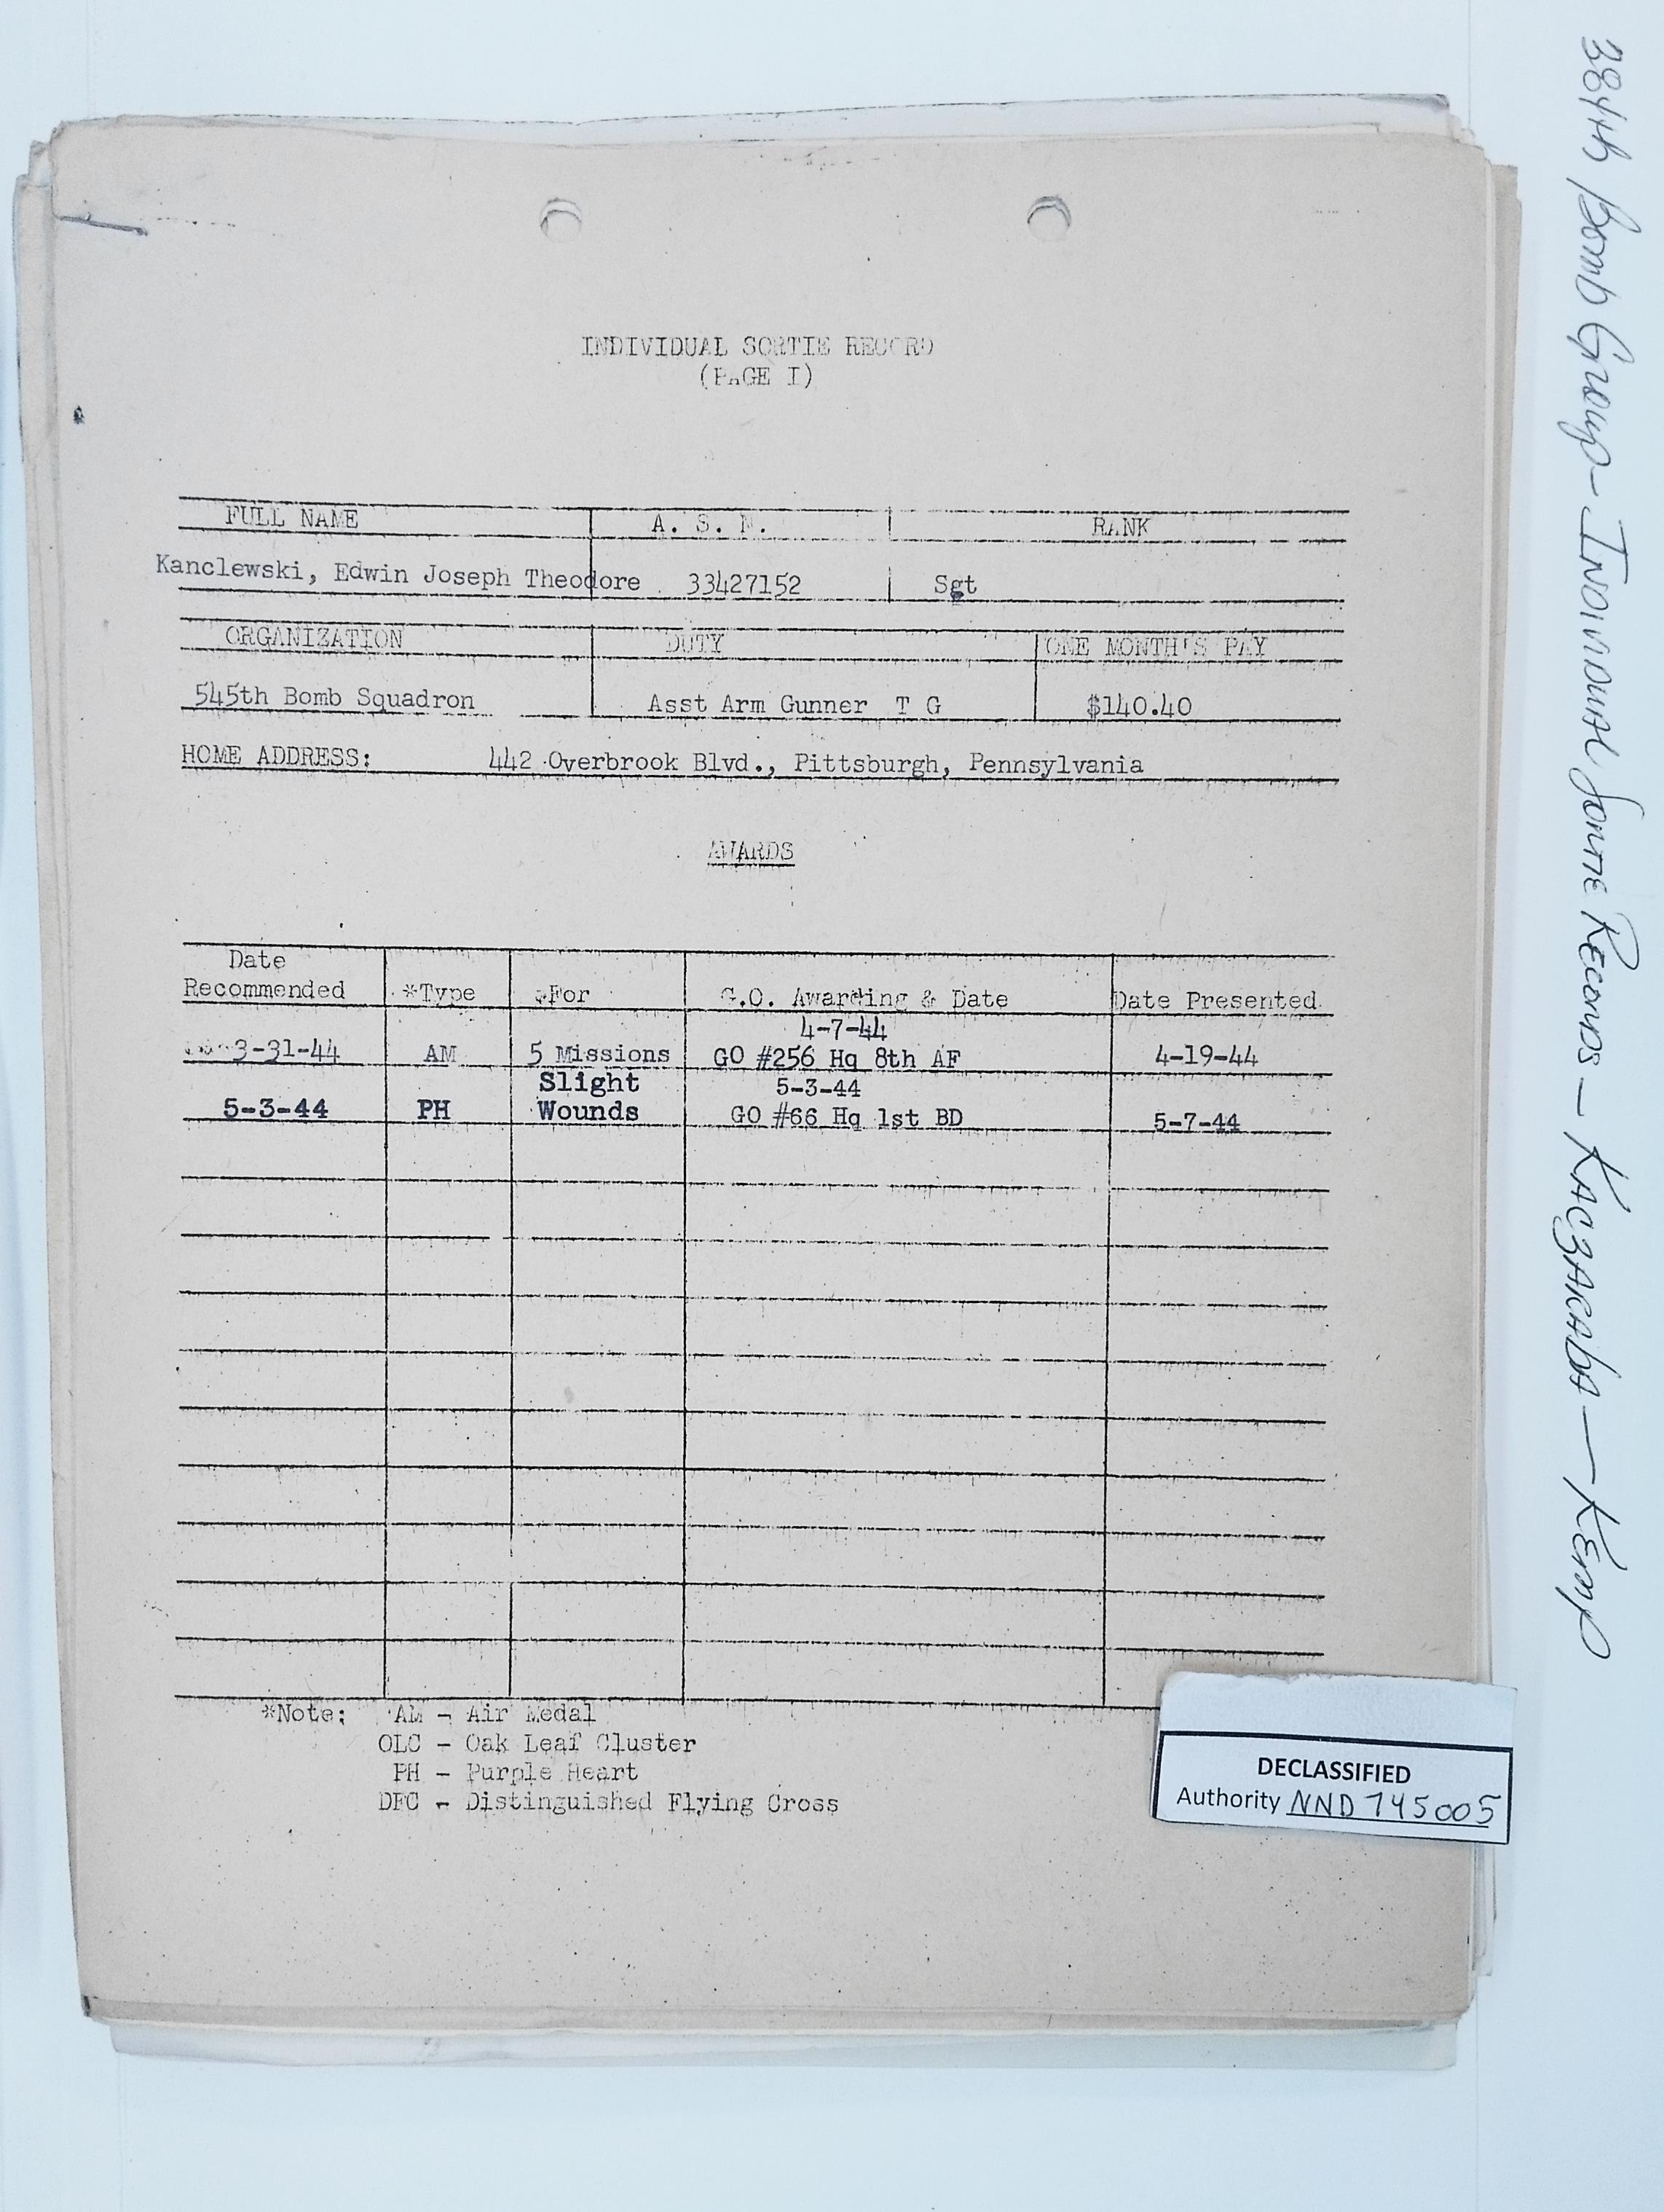 INDIVIDUAL SORTIE RECORD
(PAGE I)
FULL NAME A. S. N. RANK
Kanclewski, Edwin Joseph Theodore 33427152 Sgt
ORGANIZATION DUTY ONE MONTH'S PAY
545th Bomb Squadron Asst Arm Gunner T G $140.40
HOME ADDRESS: 442 Overbrook Blvd., Pittsburgh, Pennsylvania
AWARDS
Date
Recommended *Type *For G.O. Awarding & Date Date Presented
4-7-44
3-31-44 AM 5 Missions GO #256 Hq 8th AF 4-19-44
Slight 5-3-44
5-3-44 PH Wounds GO #66 Hq 1st BD 5-7-44
*Note: AM - Air Medal
OLC - Oak Leaf Cluster
PH - Purple Heart
DFC - Distinguished Flying Cross
DECLASSIFIED
Authority NND 745005
384th Bomb Group - Individual Sortie Records - Kaczaraba - Kemp